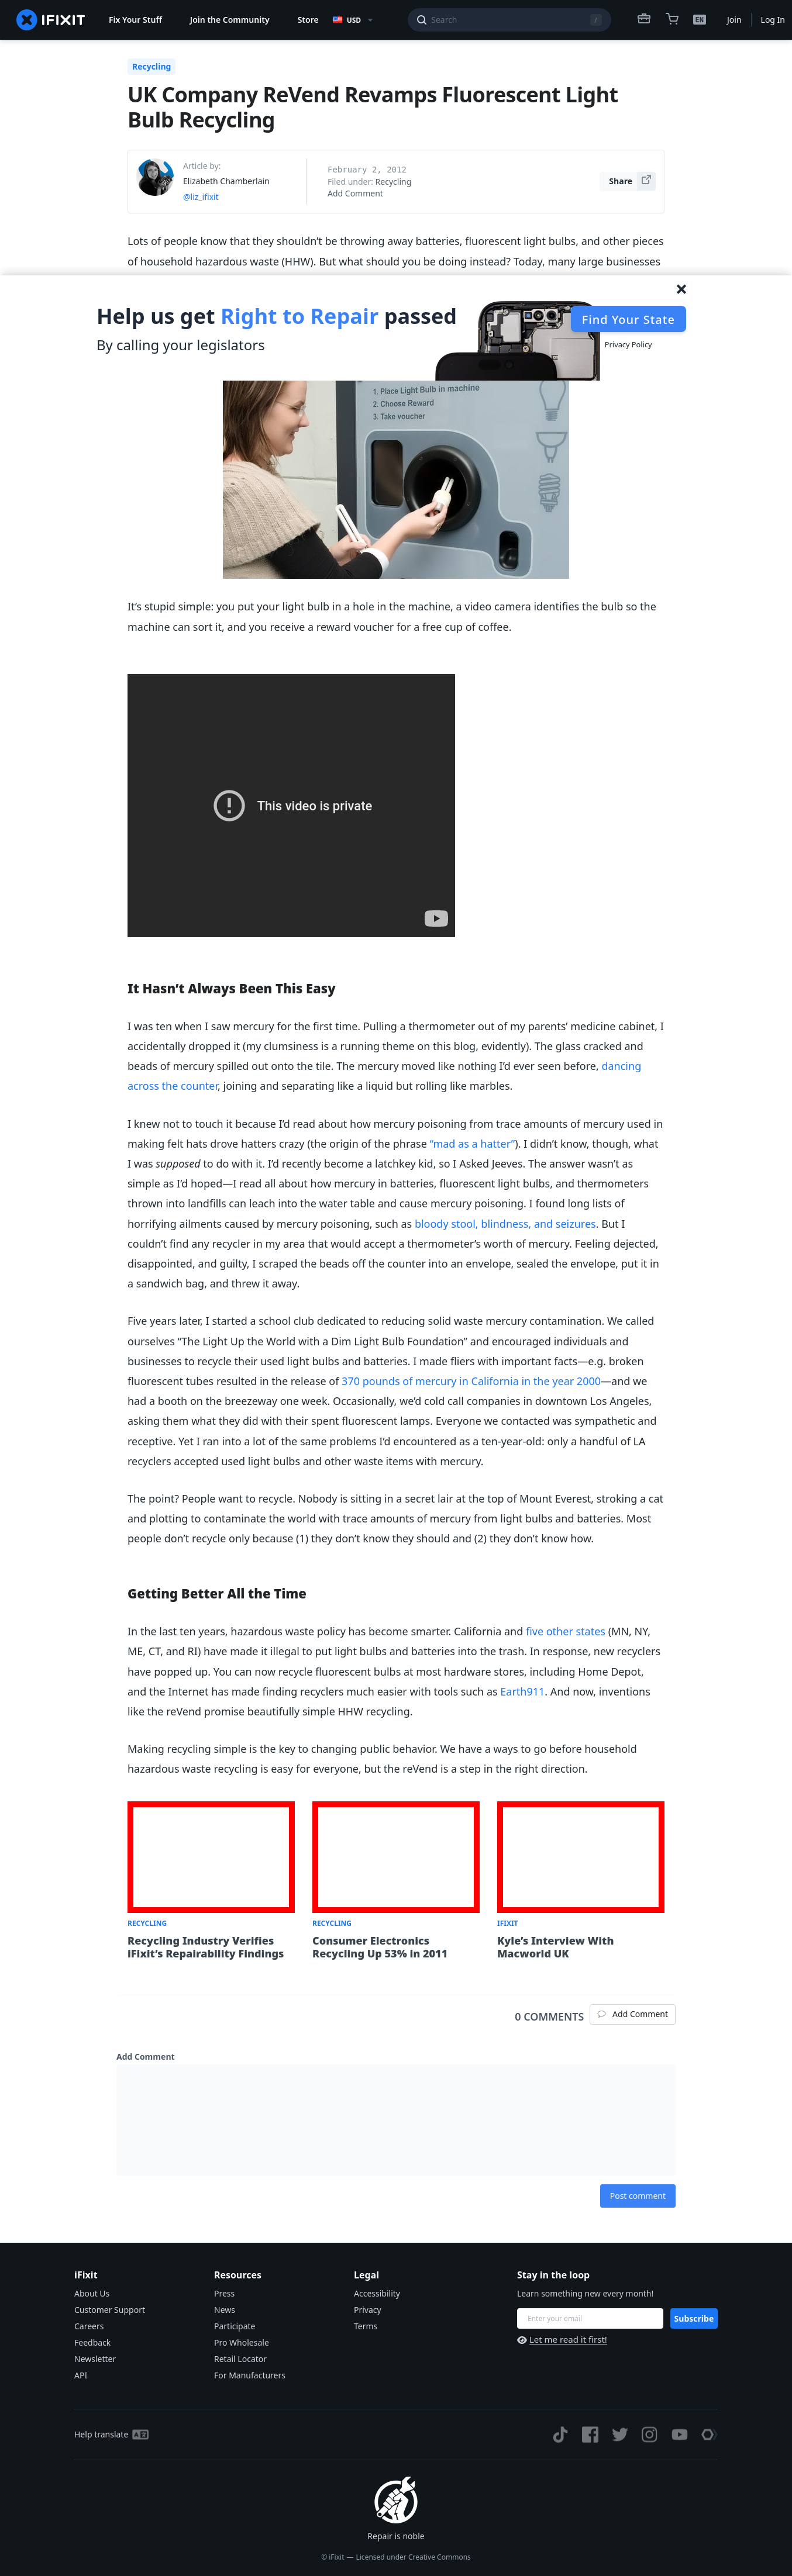 IFIXIT
Fix Your Stuff
Join the Community
Store
USD
Search
/
EN
Join
Log In
Recycling
UK Company ReVend Revamps Fluorescent Light
Bulb Recycling
Article by:
Elizabeth Chamberlain
@liz_ifixit
February 2, 2012
Filed under: Recycling
Add Comment
Share
Lots of people know that they shouldn’t be throwing away batteries, fluorescent light bulbs, and other pieces
of household hazardous waste (HHW). But what should you be doing instead? Today, many large businesses
Help us get Right to Repair passed
By calling your legislators
Find Your State
Privacy Policy
1. Place Light Bulb in machine
2. Choose Reward
3. Take voucher
It’s stupid simple: you put your light bulb in a hole in the machine, a video camera identifies the bulb so the
machine can sort it, and you receive a reward voucher for a free cup of coffee.
This video is private
It Hasn’t Always Been This Easy
I was ten when I saw mercury for the first time. Pulling a thermometer out of my parents’ medicine cabinet, I
accidentally dropped it (my clumsiness is a running theme on this blog, evidently). The glass cracked and
beads of mercury spilled out onto the tile. The mercury moved like nothing I’d ever seen before, dancing
across the counter, joining and separating like a liquid but rolling like marbles.
I knew not to touch it because I’d read about how mercury poisoning from trace amounts of mercury used in
making felt hats drove hatters crazy (the origin of the phrase “mad as a hatter”). I didn’t know, though, what
I was supposed to do with it. I’d recently become a latchkey kid, so I Asked Jeeves. The answer wasn’t as
simple as I’d hoped—I read all about how mercury in batteries, fluorescent light bulbs, and thermometers
thrown into landfills can leach into the water table and cause mercury poisoning. I found long lists of
horrifying ailments caused by mercury poisoning, such as bloody stool, blindness, and seizures. But I
couldn’t find any recycler in my area that would accept a thermometer’s worth of mercury. Feeling dejected,
disappointed, and guilty, I scraped the beads off the counter into an envelope, sealed the envelope, put it in
a sandwich bag, and threw it away.
Five years later, I started a school club dedicated to reducing solid waste mercury contamination. We called
ourselves “The Light Up the World with a Dim Light Bulb Foundation” and encouraged individuals and
businesses to recycle their used light bulbs and batteries. I made fliers with important facts—e.g. broken
fluorescent tubes resulted in the release of 370 pounds of mercury in California in the year 2000—and we
had a booth on the breezeway one week. Occasionally, we’d cold call companies in downtown Los Angeles,
asking them what they did with their spent fluorescent lamps. Everyone we contacted was sympathetic and
receptive. Yet I ran into a lot of the same problems I’d encountered as a ten-year-old: only a handful of LA
recyclers accepted used light bulbs and other waste items with mercury.
The point? People want to recycle. Nobody is sitting in a secret lair at the top of Mount Everest, stroking a cat
and plotting to contaminate the world with trace amounts of mercury from light bulbs and batteries. Most
people don’t recycle only because (1) they don’t know they should and (2) they don’t know how.
Getting Better All the Time
In the last ten years, hazardous waste policy has become smarter. California and five other states (MN, NY,
ME, CT, and RI) have made it illegal to put light bulbs and batteries into the trash. In response, new recyclers
have popped up. You can now recycle fluorescent bulbs at most hardware stores, including Home Depot,
and the Internet has made finding recyclers much easier with tools such as Earth911. And now, inventions
like the reVend promise beautifully simple HHW recycling.
Making recycling simple is the key to changing public behavior. We have a ways to go before household
hazardous waste recycling is easy for everyone, but the reVend is a step in the right direction.
RECYCLING
Recycling Industry Verifies
iFixit’s Repairability Findings
RECYCLING
Consumer Electronics
Recycling Up 53% in 2011
IFIXIT
Kyle’s Interview With
Macworld UK
0 COMMENTS
Add Comment
Add Comment
Post comment
iFixit
About Us
Customer Support
Careers
Feedback
Newsletter
API
Resources
Press
News
Participate
Pro Wholesale
Retail Locator
For Manufacturers
Legal
Accessibility
Privacy
Terms
Stay in the loop
Learn something new every month!
Enter your email
Subscribe
Let me read it first!
Help translate
Repair is noble
© iFixit — Licensed under Creative Commons